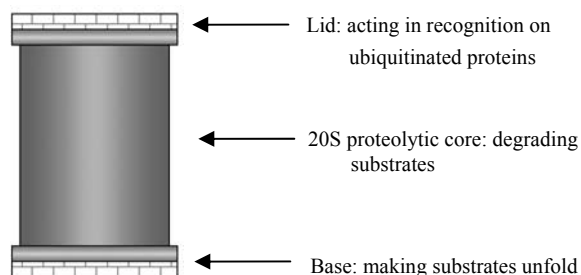 Lid: acting in recognition on
ubiquitinated proteins
20S proteolytic core: degrading
substrates
Base: making substrates unfold